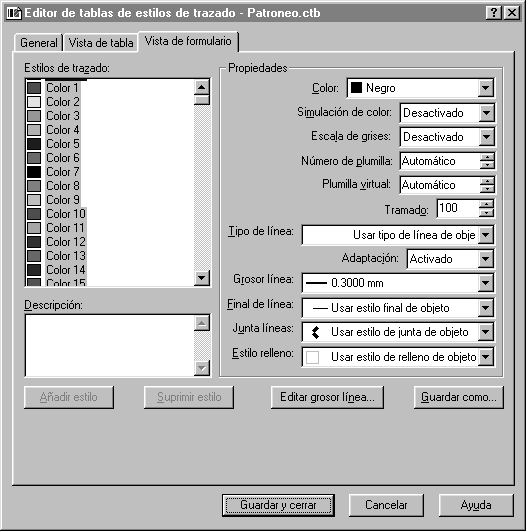 Editor de tablas de estilos de trazado - Patroneo.ctb
General
Vista de tabla
Vista de formulario
Estilos de trazado:
Color 1
Color 2
Color 3
Color 4
Color 5
Color 6
Color 7
Color 8
Color 9
Color 10
Color 11
Color 12
Color 13
Color 14
Color 15
Descripción:
Propiedades
Color: Negro
Simulación de color: Desactivado
Escala de grises: Desactivado
Número de plumilla: Automático
Plumilla virtual: Automático
Tramado: 100
Tipo de línea: Usar tipo de línea de obje
Adaptación: Activado
Grosor línea: 0.3000 mm
Final de línea: Usar estilo final de objeto
Junta líneas: Usar estilo de junta de objeto
Estilo relleno: Usar estilo de relleno de objeto
Añadir estilo
Suprimir estilo
Editar grosor línea...
Guardar como...
Guardar y cerrar
Cancelar
Ayuda